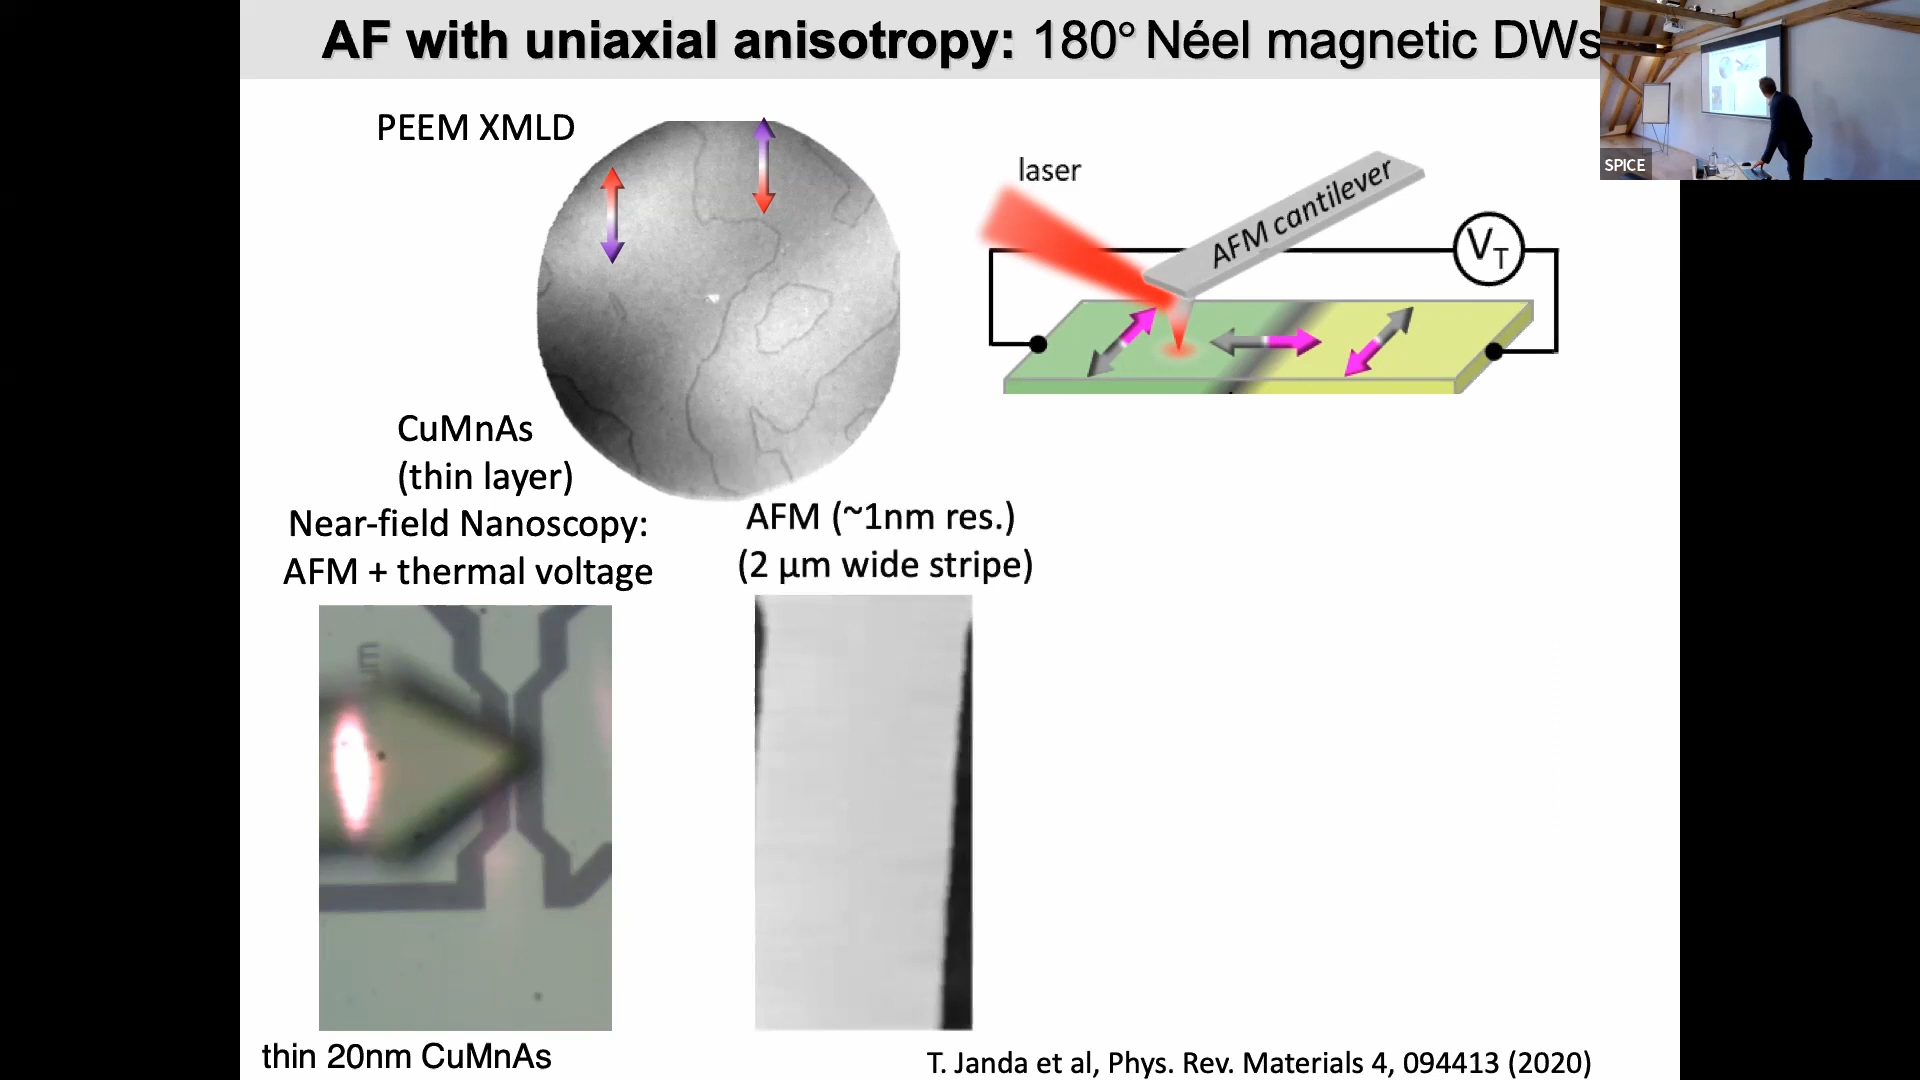 AF with uniaxial anisotropy: 180° Néel magnetic DWs
SPICE
PEEM XMLD
laser
AFM cantilever
VT
CuMnAs
(thin layer)
Near-field Nanoscopy:
AFM + thermal voltage
AFM (~1nm res.)
(2 μm wide stripe)
thin 20nm CuMnAs
T. Janda et al, Phys. Rev. Materials 4, 094413 (2020)